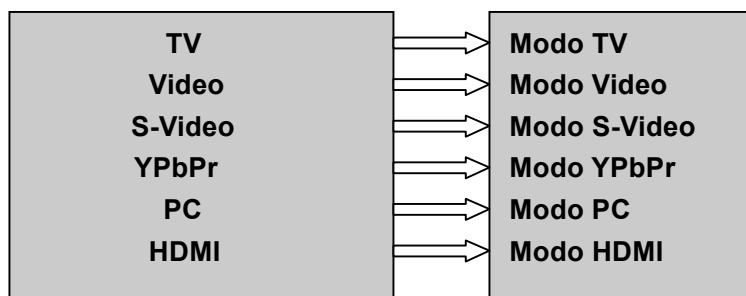 TV Modo TV
Video Modo Video
S-Video Modo S-Video
YPbPr Modo YPbPr
PC Modo PC
HDMI Modo HDMI